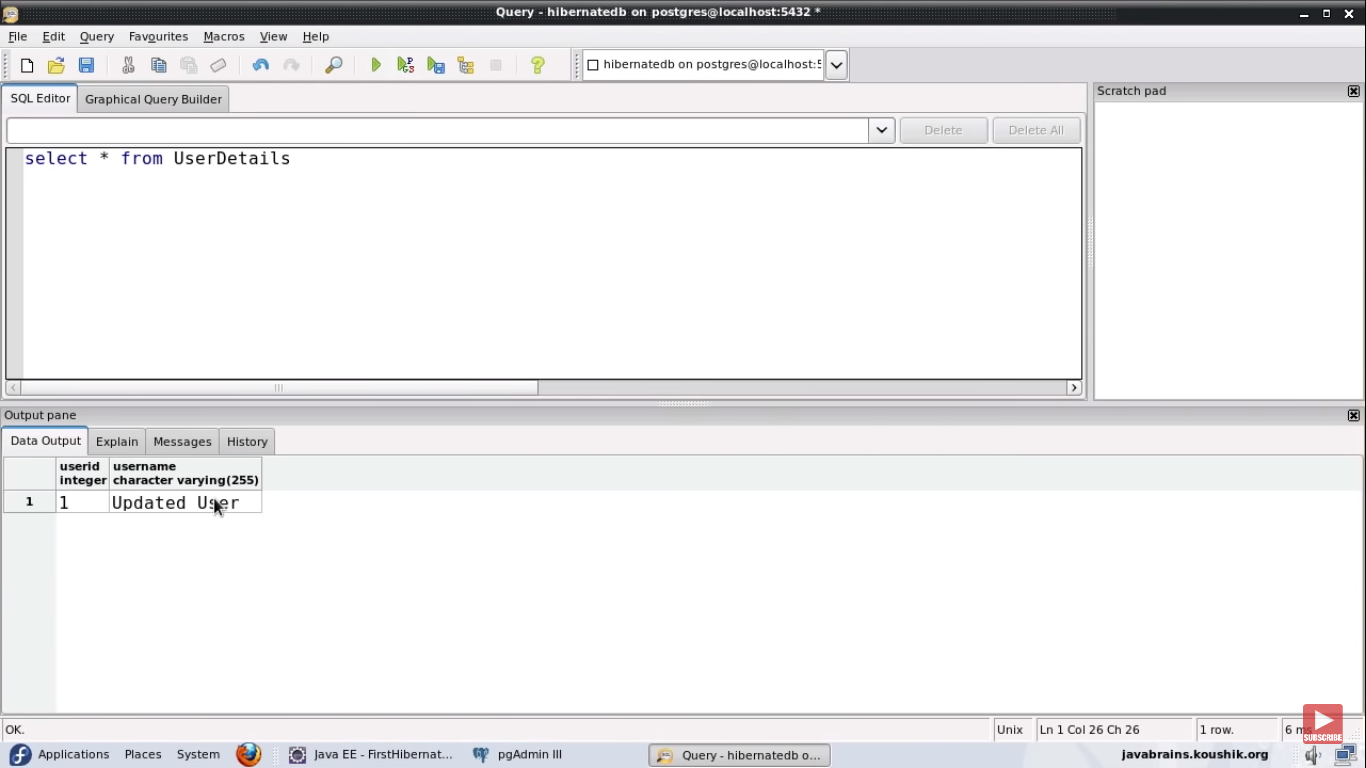 Query - hibernatedb on postgres@localhost:5432 *
File Edit Query Favourites Macros View Help
hibernatedb on postgres@localhost:5
SQL Editor Graphical Query Builder
Scratch pad
Delete Delete All
select * from UserDetails
Output pane
Data Output Explain Messages History
userid username
integer character varying(255)
1 1 Updated User
OK. Unix Ln 1 Col 26 Ch 26 1 row. 6 ms
SUBSCRIBE
Applications Places System Java EE - FirstHibernat... pgAdmin III Query - hibernatedb o... javabrains.koushik.org